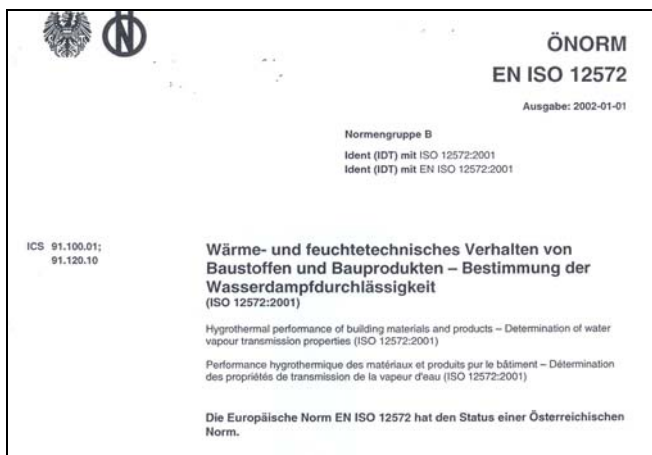 ÖNORM
EN ISO 12572
Ausgabe: 2002-01-01
Normengruppe B
Ident (IDT) mit ISO 12572:2001
Ident (IDT) mit EN ISO 12572:2001
ICS 91.100.01;
91.120.10
Wärme- und feuchtetechnisches Verhalten von
Baustoffen und Bauprodukten – Bestimmung der
Wasserdampfdurchlässigkeit
(ISO 12572:2001)
Hygrothermal performance of building materials and products – Determination of water
vapour transmission properties (ISO 12572:2001)
Performance hygrothermique des matériaux et produits pur le bâtiment – Détermination
des propriétés de transmission de la vapeur d'eau (ISO 12572:2001)
Die Europäische Norm EN ISO 12572 hat den Status einer Österreichischen
Norm.